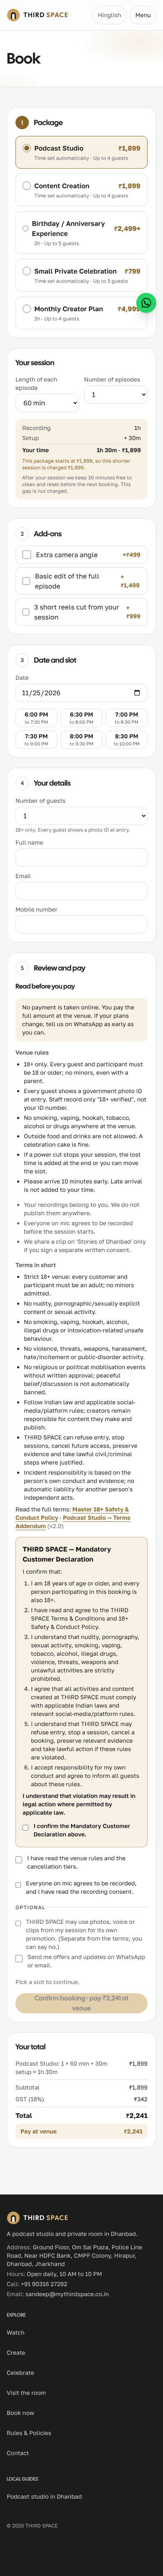 THIRD SPACE
Hinglish
Menu
Book
1 Package
Podcast Studio ₹1,899
Time set automatically · Up to 4 guests
Content Creation ₹1,899
Time set automatically · Up to 4 guests
Birthday / Anniversary
Experience
₹2,499+
2h · Up to 5 guests
Small Private Celebration ₹799
Time set automatically · Up to 5 guests
Monthly Creator Plan ₹4,99
2h · Up to 4 guests
Your session
Length of each
episode
Number of episodes
60 min
1
Recording 1h
Setup + 30m
Your time 1h 30m · ₹1,899
This package starts at ₹1,899, so this shorter
session is charged ₹1,899.
After your session we keep 30 minutes free to
clean and reset before the next booking. This
gap is not charged.
2 Add-ons
Extra camera angle +₹499
Basic edit of the full
episode
+
₹1,499
3 short reels cut from your
session
+
₹999
3 Date and slot
Date
11/25/2026
6:00 PM
to 7:30 PM
6:30 PM
to 8:00 PM
7:00 PM
to 8:30 PM
7:30 PM
to 9:00 PM
8:00 PM
to 9:30 PM
8:30 PM
to 10:00 PM
4 Your details
Number of guests
1
18+ only. Every guest shows a photo ID at entry.
Full name
Email
Mobile number
5 Review and pay
Read before you pay
No payment is taken online. You pay the
full amount at the venue. If your plans
change, tell us on WhatsApp as early as
you can.
Venue rules
• 18+ only. Every guest and participant must
be 18 or older; no minors, even with a
parent.
• Every guest shows a government photo ID
at entry. Staff record only "18+ verified", not
your ID number.
• No smoking, vaping, hookah, tobacco,
alcohol or drugs anywhere at the venue.
• Outside food and drinks are not allowed. A
celebration cake is fine.
• If a power cut stops your session, the lost
time is added at the end or you can move
the slot.
• Please arrive 10 minutes early. Late arrival
is not added to your time.
• Your recordings belong to you. We do not
publish them anywhere.
• Everyone on mic agrees to be recorded
before the session starts.
• We share a clip on 'Stories of Dhanbad' only
if you sign a separate written consent.
Terms in short
• Strict 18+ venue: every customer and
participant must be an adult; no minors
admitted.
• No nudity, pornographic/sexually explicit
content or sexual activity.
• No smoking, vaping, hookah, alcohol,
illegal drugs or intoxication-related unsafe
behaviour.
• No violence, threats, weapons, harassment,
hate/incitement or public-disorder activity.
• No religious or political mobilisation events
without written approval; peaceful
belief/discussion is not automatically
banned.
• Follow Indian law and applicable social-
media/platform rules; creators remain
responsible for content they make and
publish.
• THIRD SPACE can refuse entry, stop
sessions, cancel future access, preserve
evidence and take lawful civil/criminal
steps where justified.
• Incident responsibility is based on the
person's own conduct and evidence; no
automatic liability for another person's
independent acts.
Read the full terms: Master 18+ Safety &
Conduct Policy · Podcast Studio — Terms
Addendum (v2.0)
THIRD SPACE — Mandatory
Customer Declaration
I confirm that:
1. I am 18 years of age or older, and every
person participating in this booking is
also 18+.
2. I have read and agree to the THIRD
SPACE Terms & Conditions and 18+
Safety & Conduct Policy.
3. I understand that nudity, pornography,
sexual activity, smoking, vaping,
tobacco, alcohol, illegal drugs,
violence, threats, weapons and
unlawful activities are strictly
prohibited.
4. I agree that all activities and content
created at THIRD SPACE must comply
with applicable Indian laws and
relevant social-media/platform rules.
5. I understand that THIRD SPACE may
refuse entry, stop a session, cancel a
booking, preserve relevant evidence
and take lawful action if these rules
are violated.
6. I accept responsibility for my own
conduct and agree to inform all guests
about these rules.
I understand that violation may result in
legal action where permitted by
applicable law.
I confirm the Mandatory Customer
Declaration above.
I have read the venue rules and the
cancellation tiers.
Everyone on mic agrees to be recorded,
and I have read the recording consent.
OPTIONAL
THIRD SPACE may use photos, voice or
clips from my session for its own
promotion. (Separate from the terms; you
can say no.)
Send me offers and updates on WhatsApp
or email.
Pick a slot to continue.
Confirm booking · pay ₹2,241 at
venue
Your total
Podcast Studio: 1 × 60 min + 30m
setup = 1h 30m
₹1,899
Subtotal ₹1,899
GST (18%) ₹342
Total ₹2,241
Pay at venue ₹2,241
THIRD SPACE
A podcast studio and private room in Dhanbad.
Address: Ground Floor, Om Sai Plaza, Police Line
Road, Near HDFC Bank, CMPF Colony, Hirapur,
Dhanbad, Jharkhand
Hours: Open daily, 10 AM to 10 PM
Call: +91 90316 27292
Email: sandeep@mythirdspace.co.in
EXPLORE
Watch
Create
Celebrate
Visit the room
Book now
Rules & Policies
Contact
LOCAL GUIDES
Podcast studio in Dhanbad
© 2026 THIRD SPACE